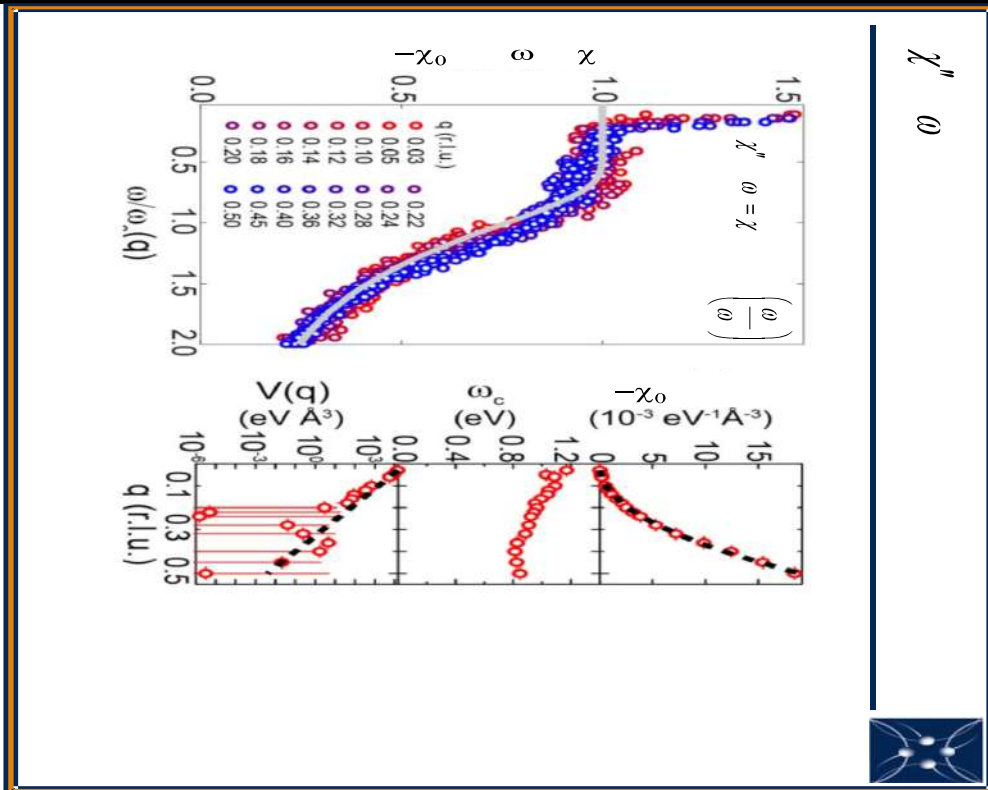 χ″ ω
−χ₀ ω χ
0.0 0.5 1.0 1.5
χ″ ω = χ
(ω / ω)
q (r.l.u.)
0.03 0.22
0.05 0.24
0.10 0.28
0.12 0.32
0.14 0.36
0.16 0.40
0.18 0.45
0.20 0.50
0.5 1.0 1.5 2.0
−χ₀
(10⁻³ eV⁻¹Å⁻³)
0 5 10 15
ω_c
(eV)
0.0 0.4 0.8 1.2
V(q)
(eV Å³)
10⁻⁶ 10⁻³ 10⁰ 10³
0.1 0.3 0.5
q (r.l.u.)